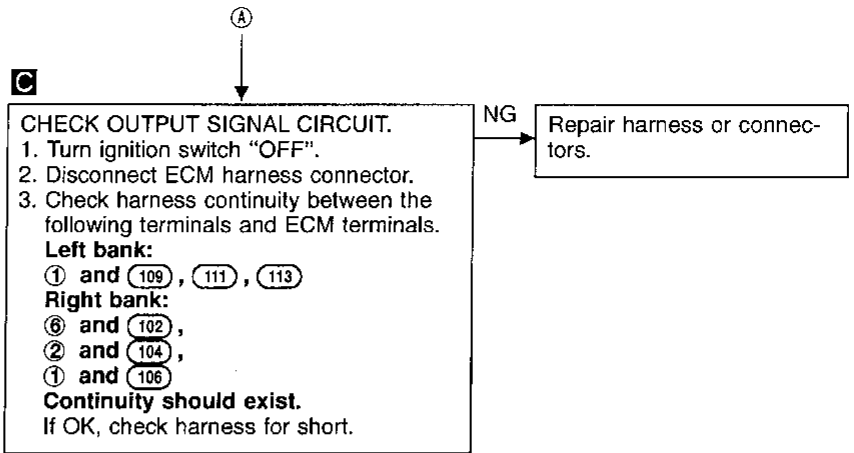 Ⓐ
C
CHECK OUTPUT SIGNAL CIRCUIT.
1. Turn ignition switch “OFF”.
2. Disconnect ECM harness connector.
3. Check harness continuity between the
following terminals and ECM terminals.
Left bank:
① and 109, 111, 113
Right bank:
⑥ and 102,
② and 104,
① and 106
Continuity should exist.
If OK, check harness for short.
NG
Repair harness or connec-
tors.